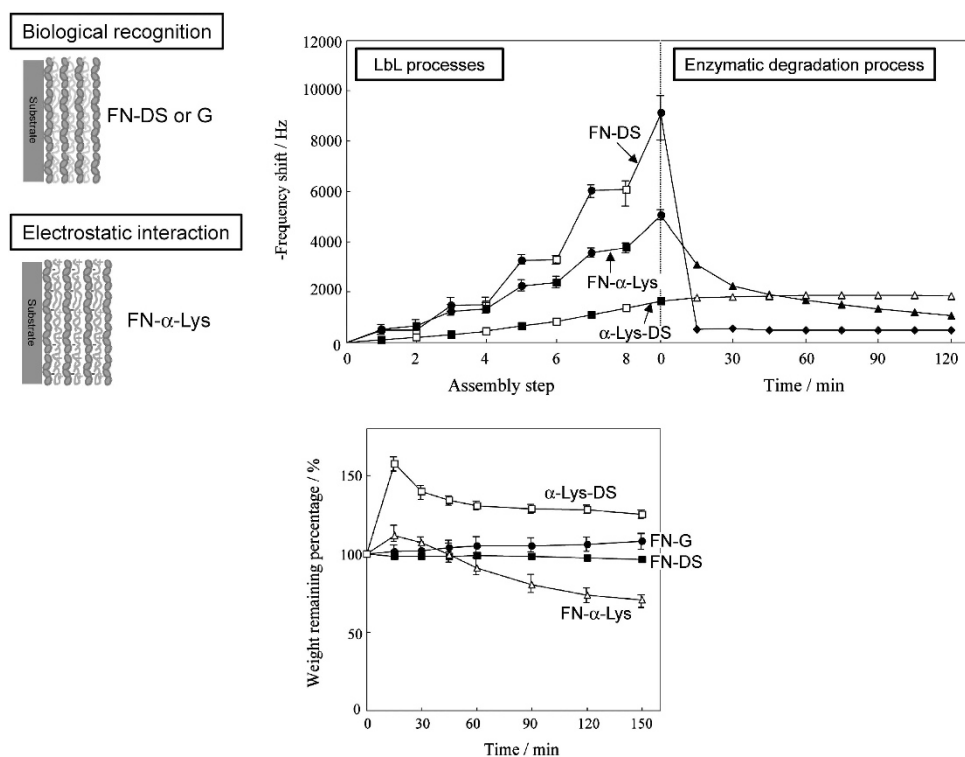 Biological recognition
Substrate
FN-DS or G
Electrostatic interaction
Substrate
FN-α-Lys
12000
10000
8000
6000
4000
2000
0
-Frequency shift / Hz
LbL processes
Enzymatic degradation process
FN-DS
FN-α-Lys
α-Lys-DS
0 2 4 6 8 0 30 60 90 120
Assembly step
Time / min
150
100
50
0
Weight remaining percentage / %
α-Lys-DS
FN-G
FN-DS
FN-α-Lys
0 30 60 90 120 150
Time / min